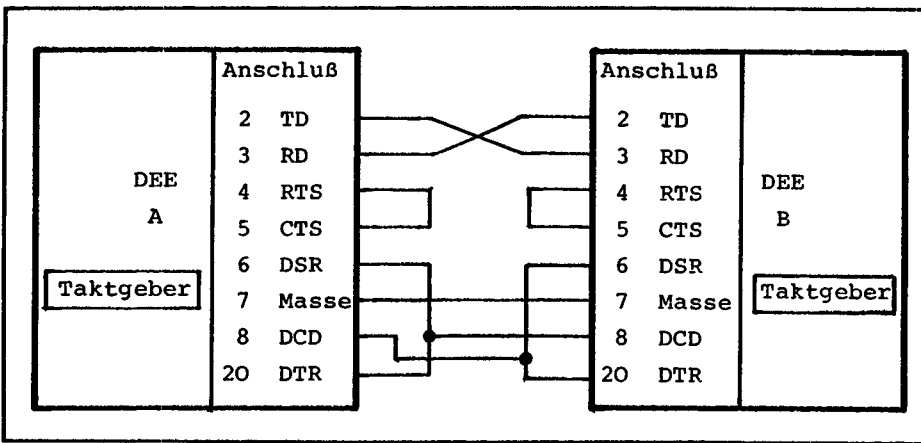 Anschluß Anschluß
2 TD 2 TD
3 RD 3 RD
DEE 4 RTS 4 RTS DEE
A 5 CTS 5 CTS B
6 DSR 6 DSR
Taktgeber 7 Masse 7 Masse Taktgeber
8 DCD 8 DCD
20 DTR 20 DTR